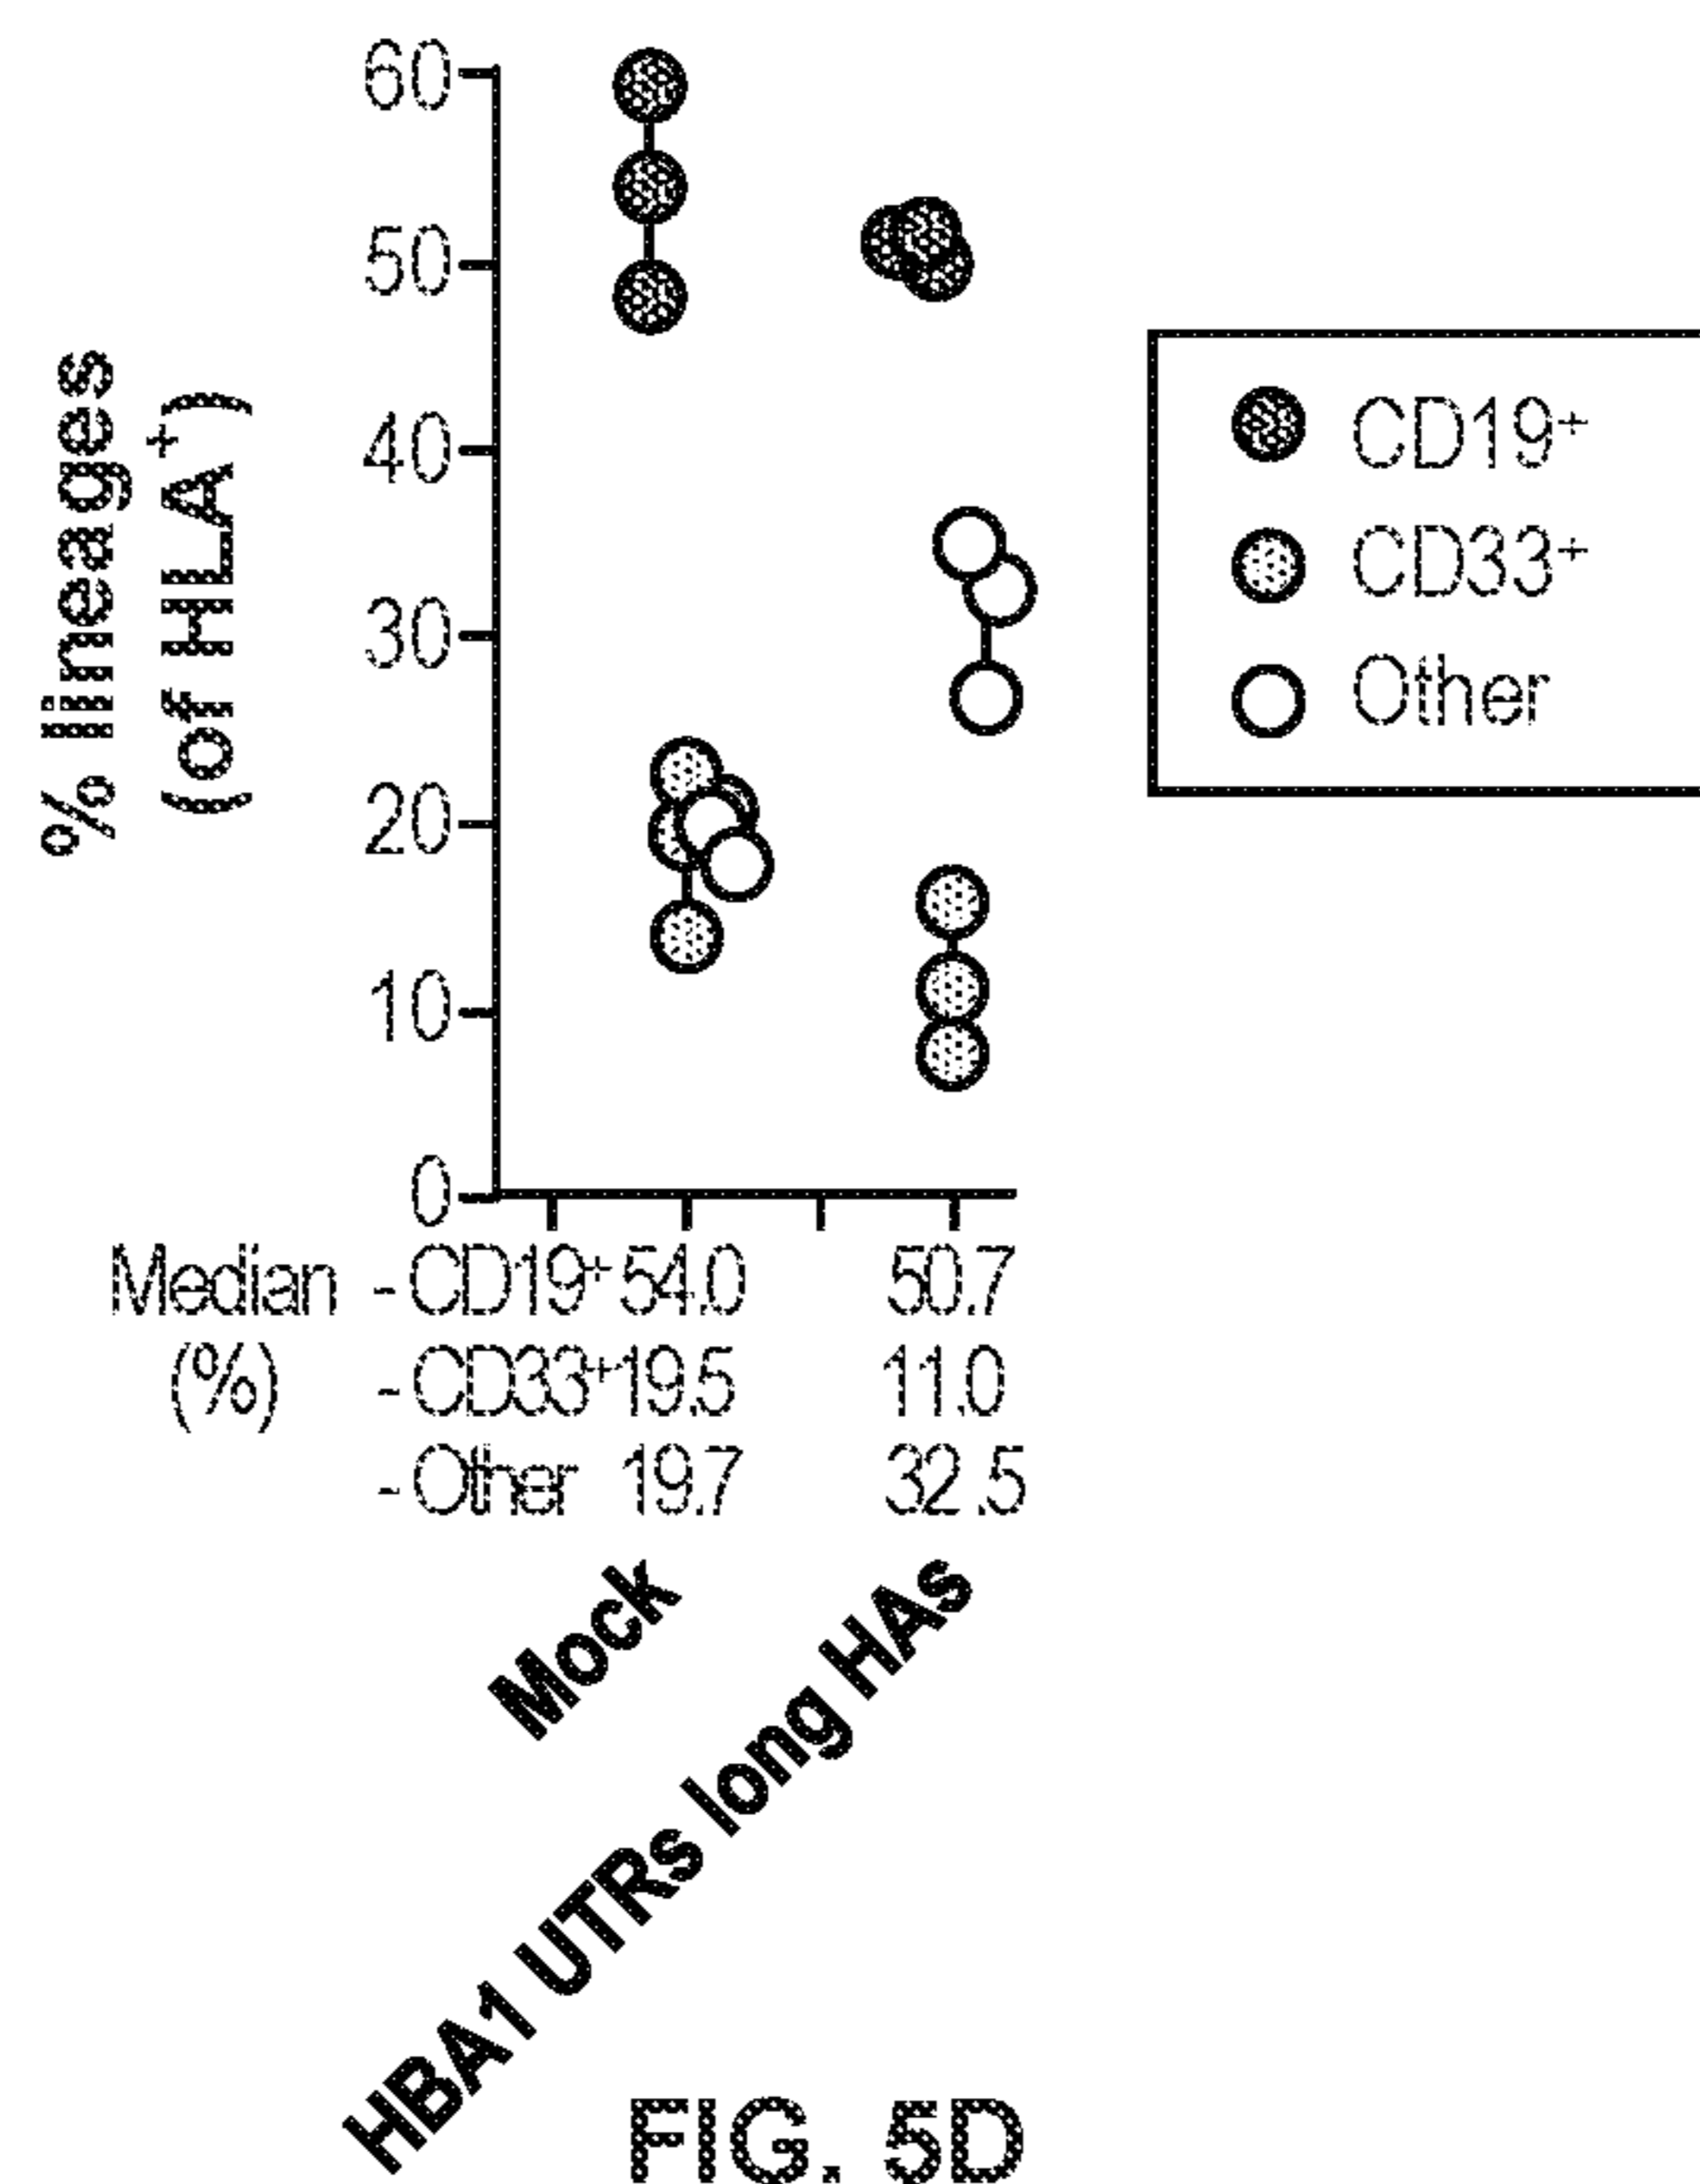 % lineages
(of HLA⁺)
60
50
40
30
20
10
0
CD19⁺
CD33⁺
Other
Median - CD19⁺ 54.0 50.7
(%) - CD33⁺ 19.5 11.0
- Other 19.7 32.5
Mock
HBA1 UTRs long HAs
FIG. 5D